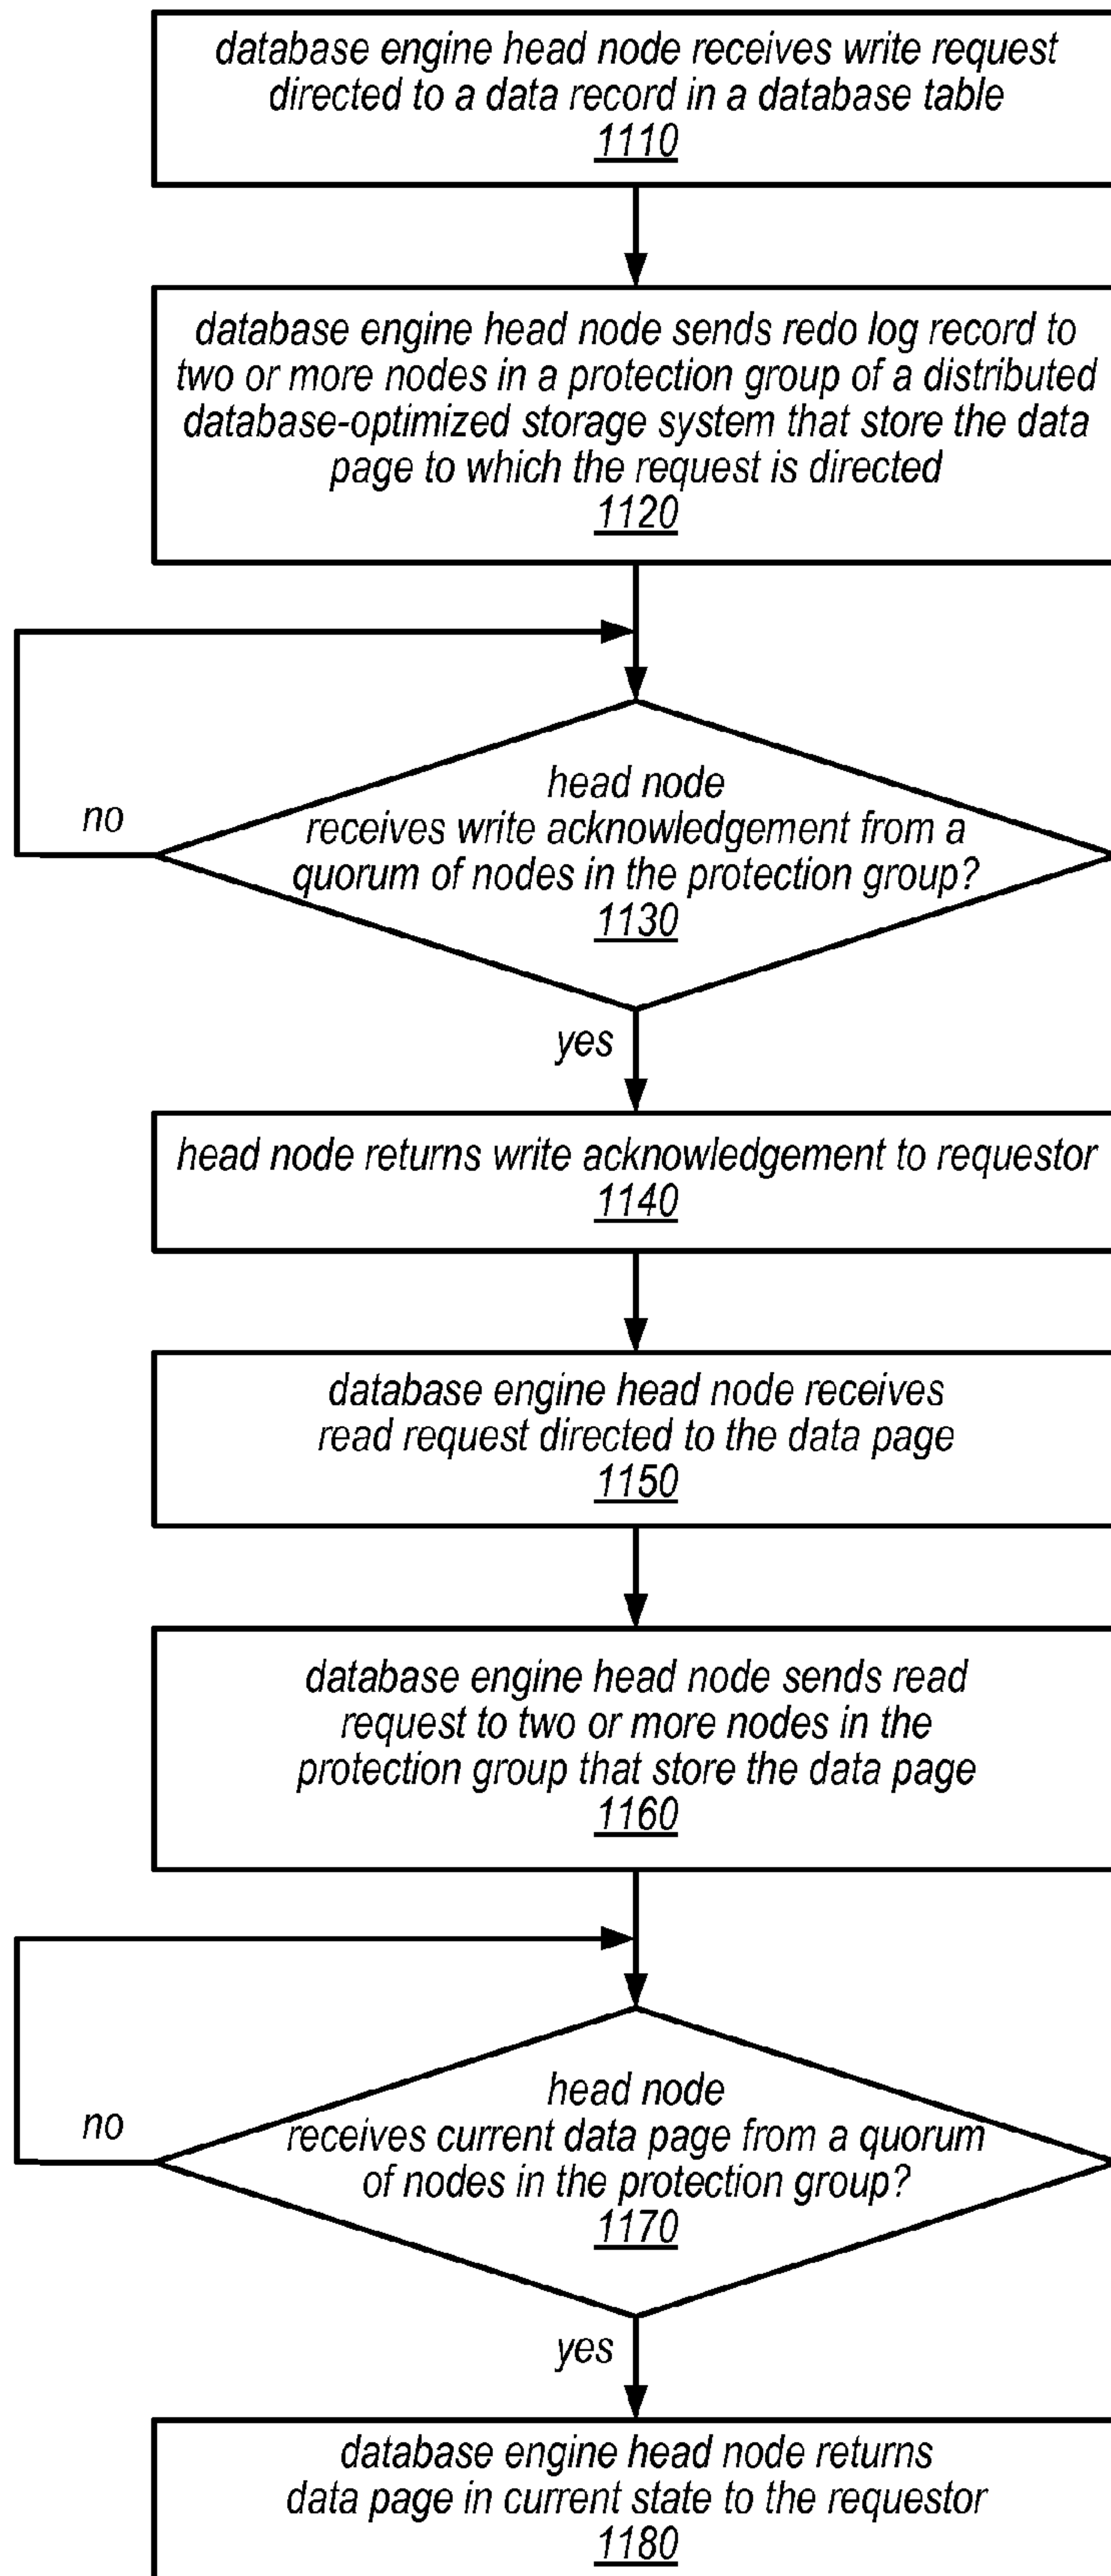 database engine head node receives write request
directed to a data record in a database table
1110
database engine head node sends redo log record to
two or more nodes in a protection group of a distributed
database-optimized storage system that store the data
page to which the request is directed
1120
head node
receives write acknowledgement from a
quorum of nodes in the protection group?
1130
no
yes
head node returns write acknowledgement to requestor
1140
database engine head node receives
read request directed to the data page
1150
database engine head node sends read
request to two or more nodes in the
protection group that store the data page
1160
head node
receives current data page from a quorum
of nodes in the protection group?
1170
no
yes
database engine head node returns
data page in current state to the requestor
1180